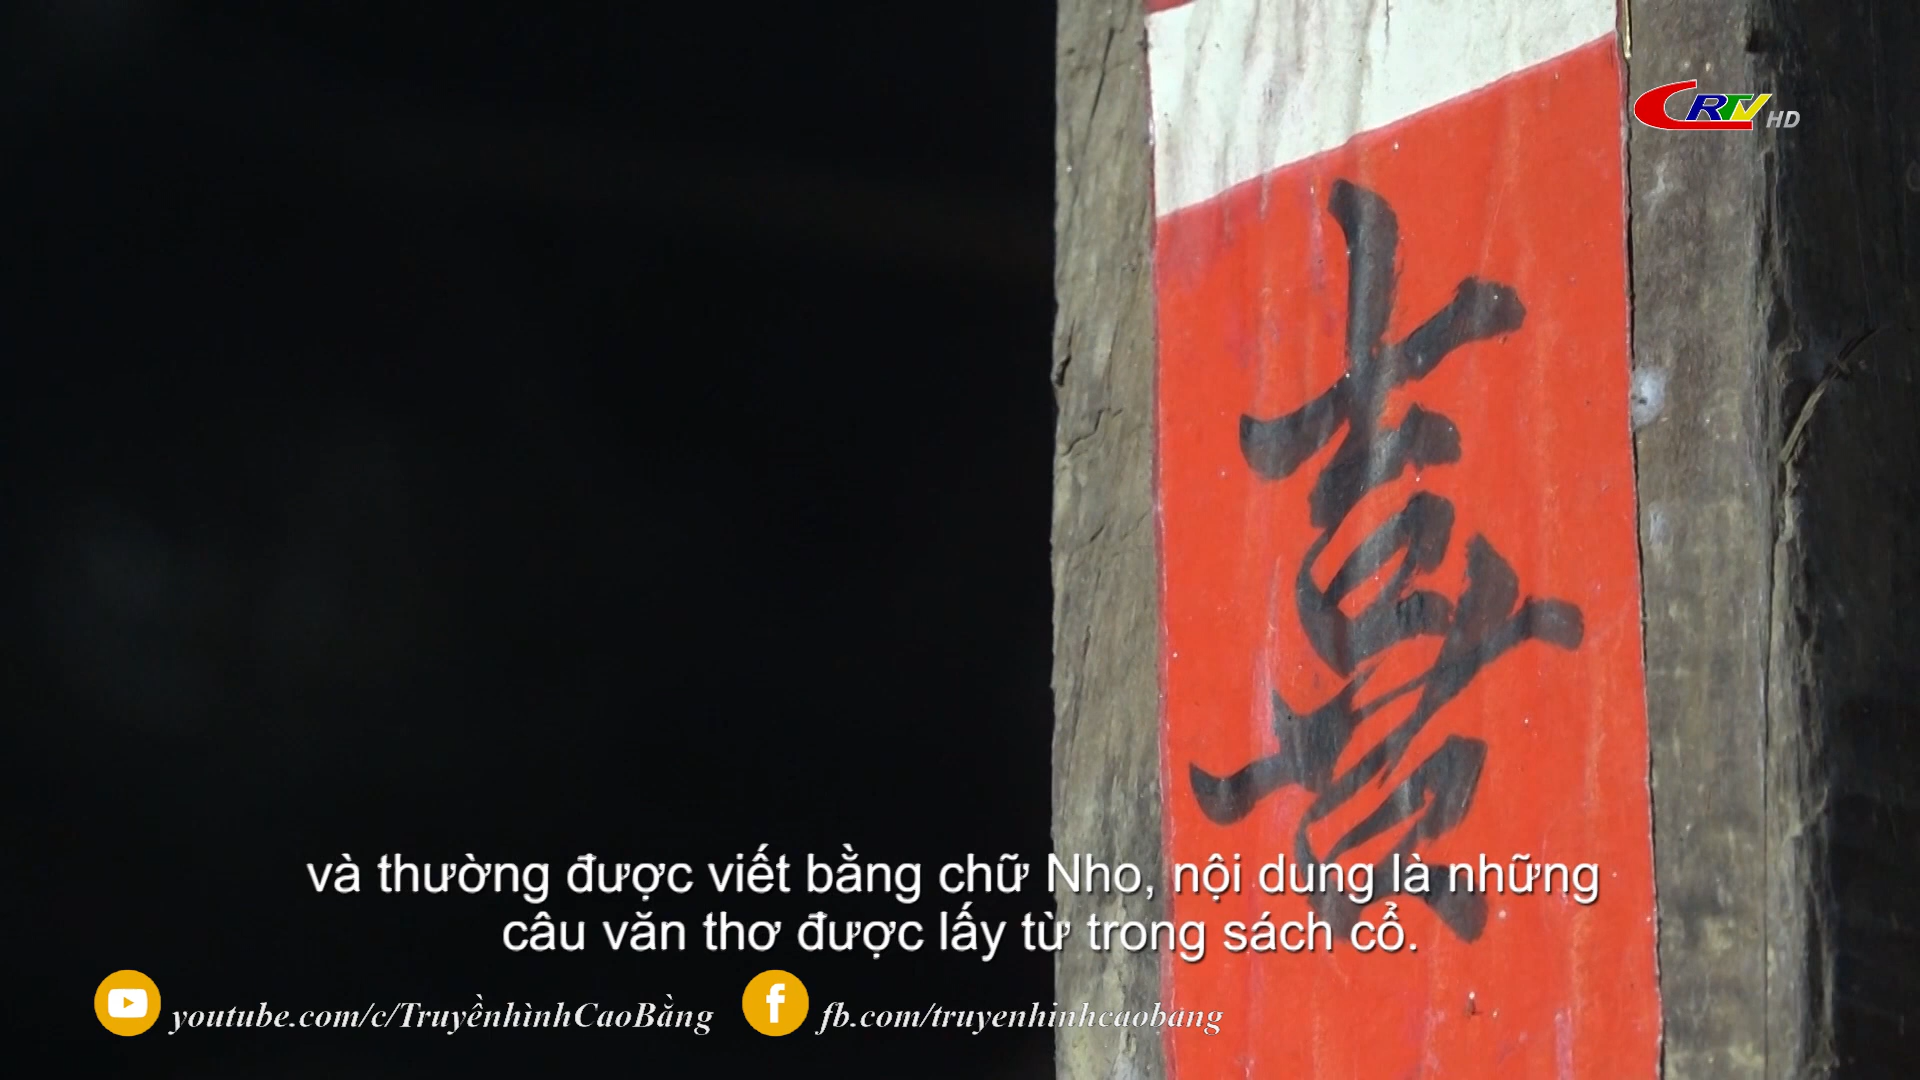 CRTV HD
喜
và thường được viết bằng chữ Nho, nội dung là những
câu văn thơ được lấy từ trong sách cổ.
youtube.com/c/TruyềnhìnhCaoBằng
fb.com/truyenhinhcaobang